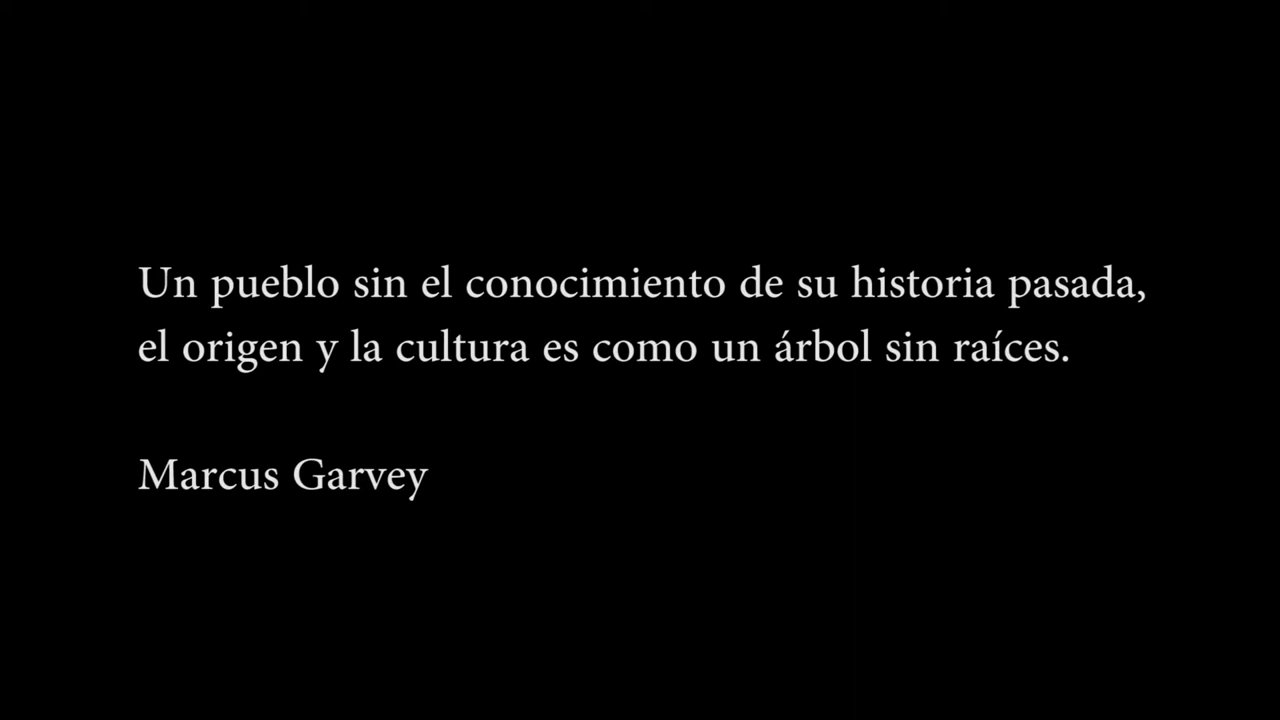 Un pueblo sin el conocimiento de su historia pasada,
el origen y la cultura es como un árbol sin raíces.
Marcus Garvey